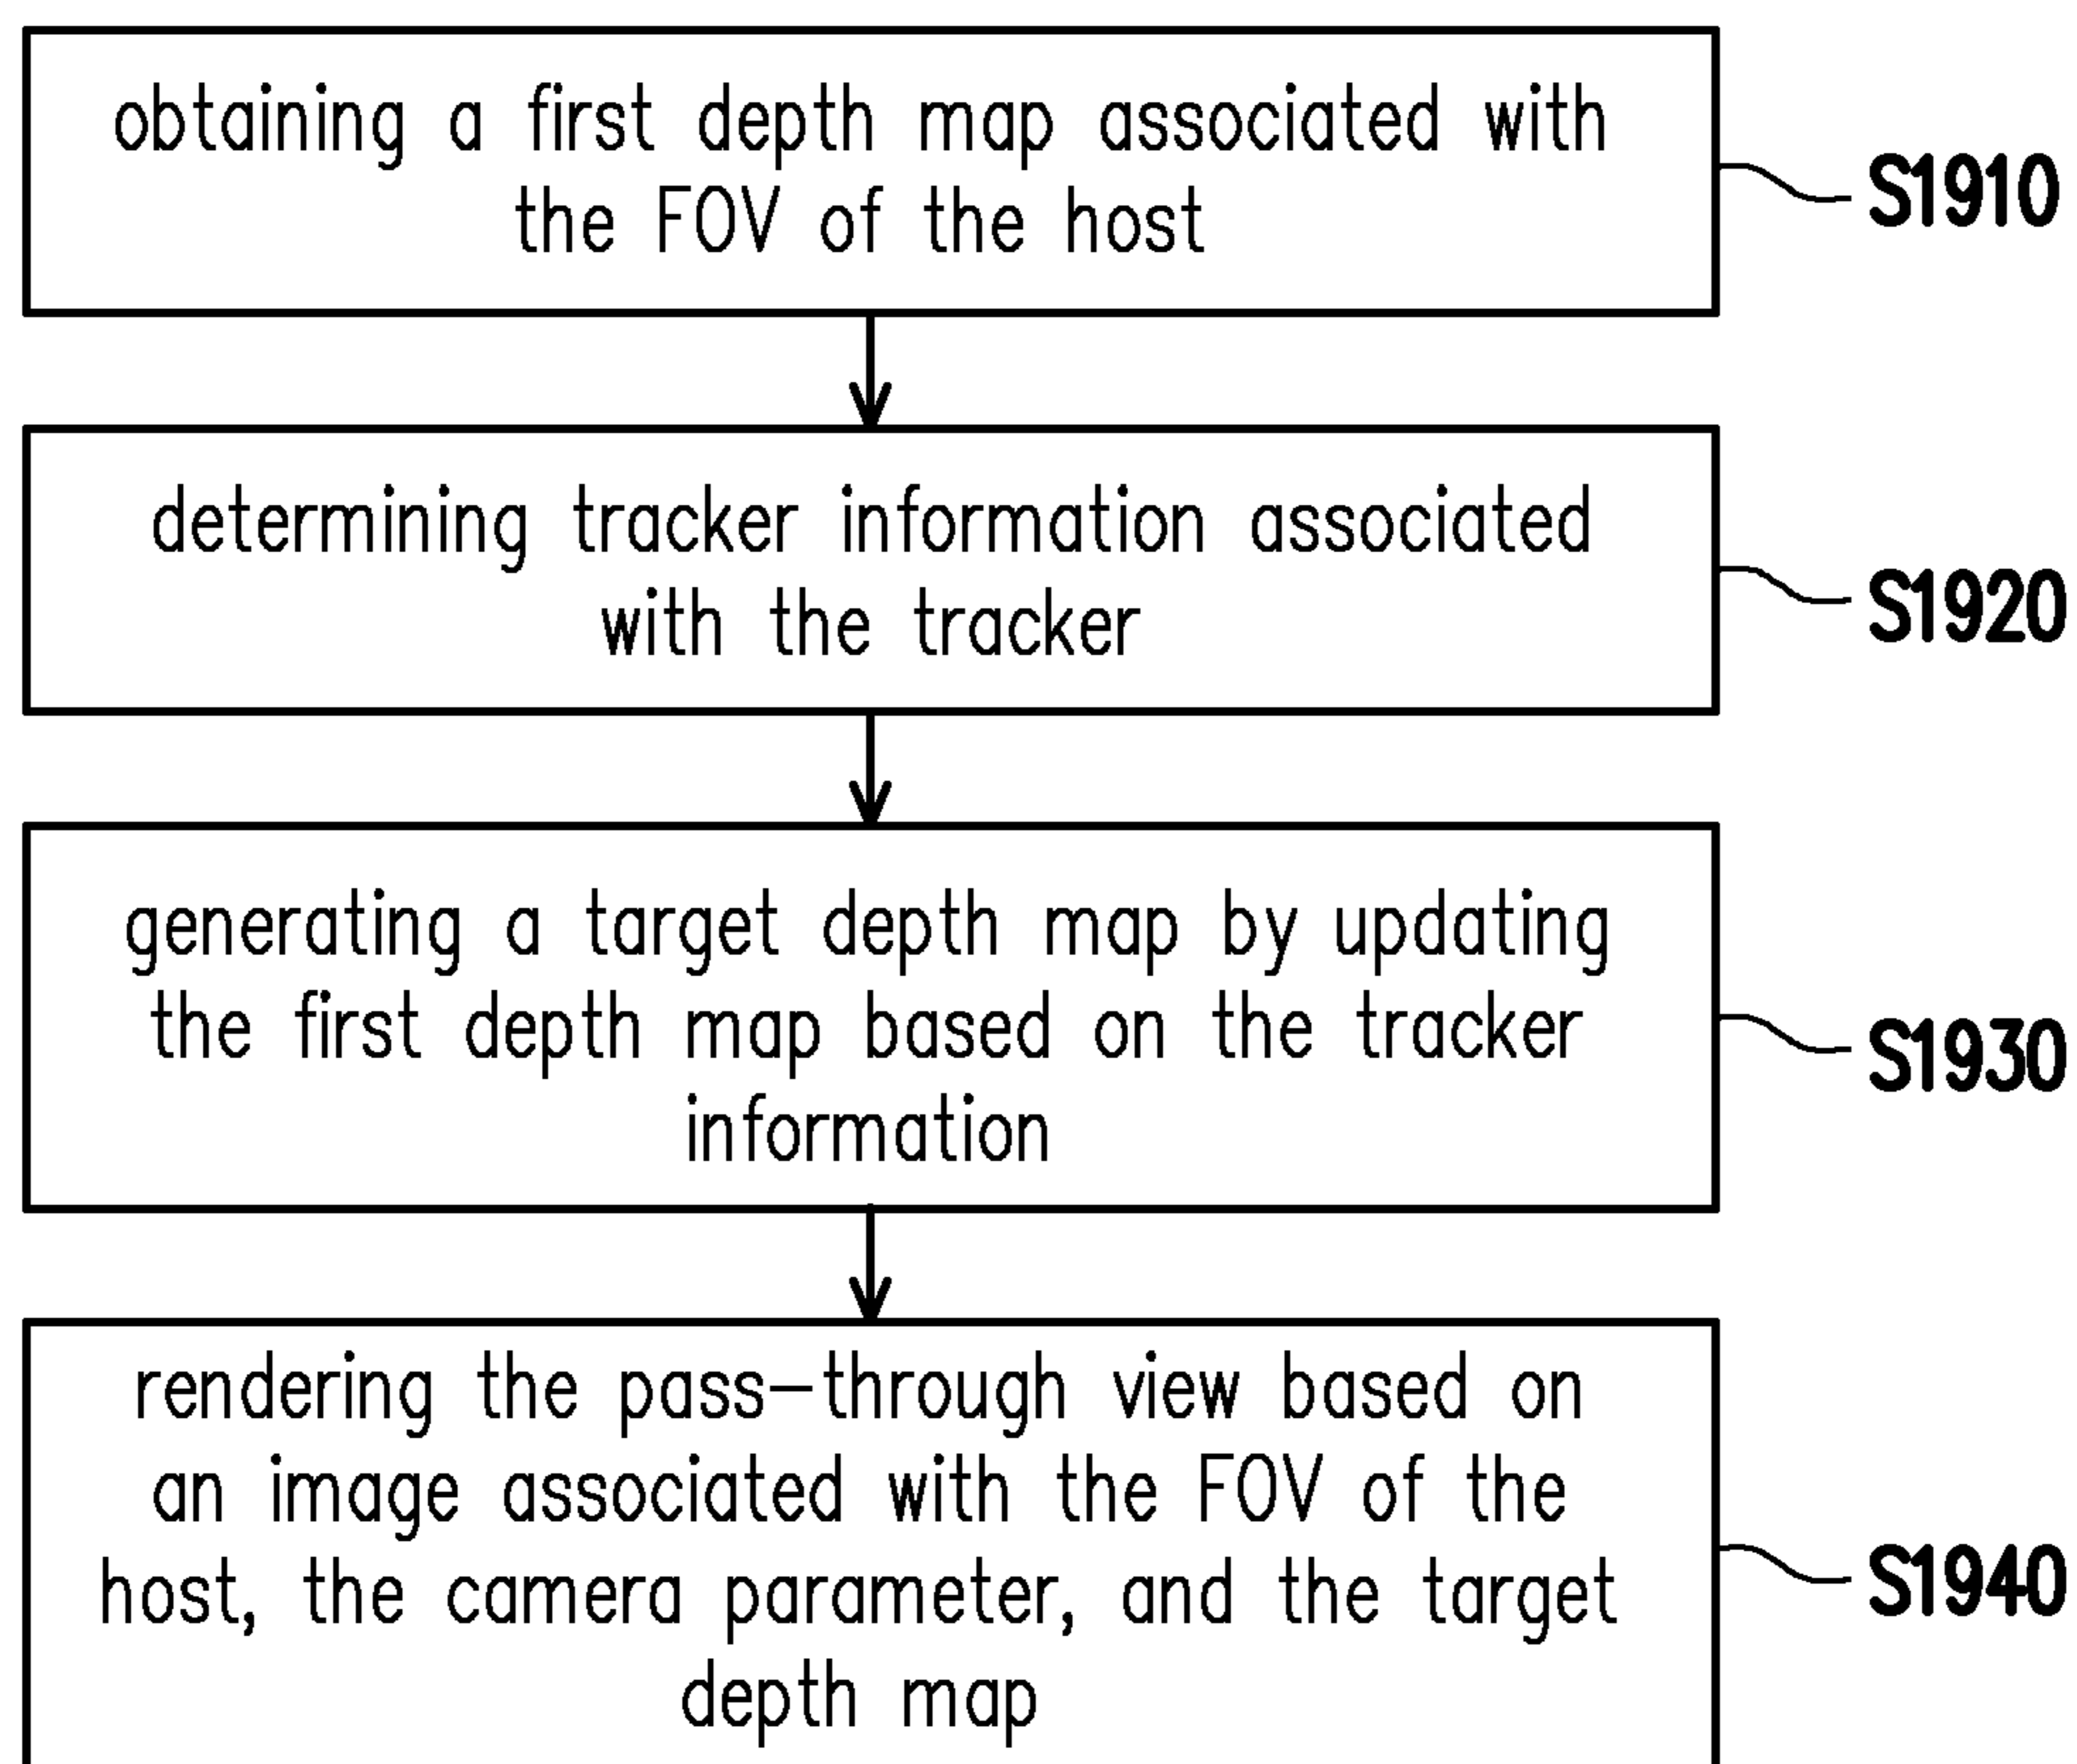 obtaining a first depth map associated with
the FOV of the host
S1910
determining tracker information associated
with the tracker
S1920
generating a target depth map by updating
the first depth map based on the tracker
information
S1930
rendering the pass-through view based on
an image associated with the FOV of the
host, the camera parameter, and the target
depth map
S1940